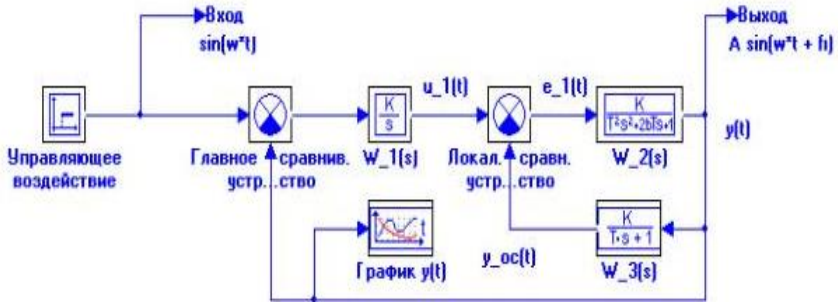 Вход
sin(w*t)
Выход
A sin(w*t + fi)
u_1(t)
e_1(t)
K
s
K
T²s²+2bTs+1
y(t)
Управляющее
воздействие
Главное сравнив.
устр...ство
W_1(s)
Локал. сравн.
устр...ство
W_2(s)
t
K
T·s + 1
График y(t)
y_oc(t)
W_3(s)